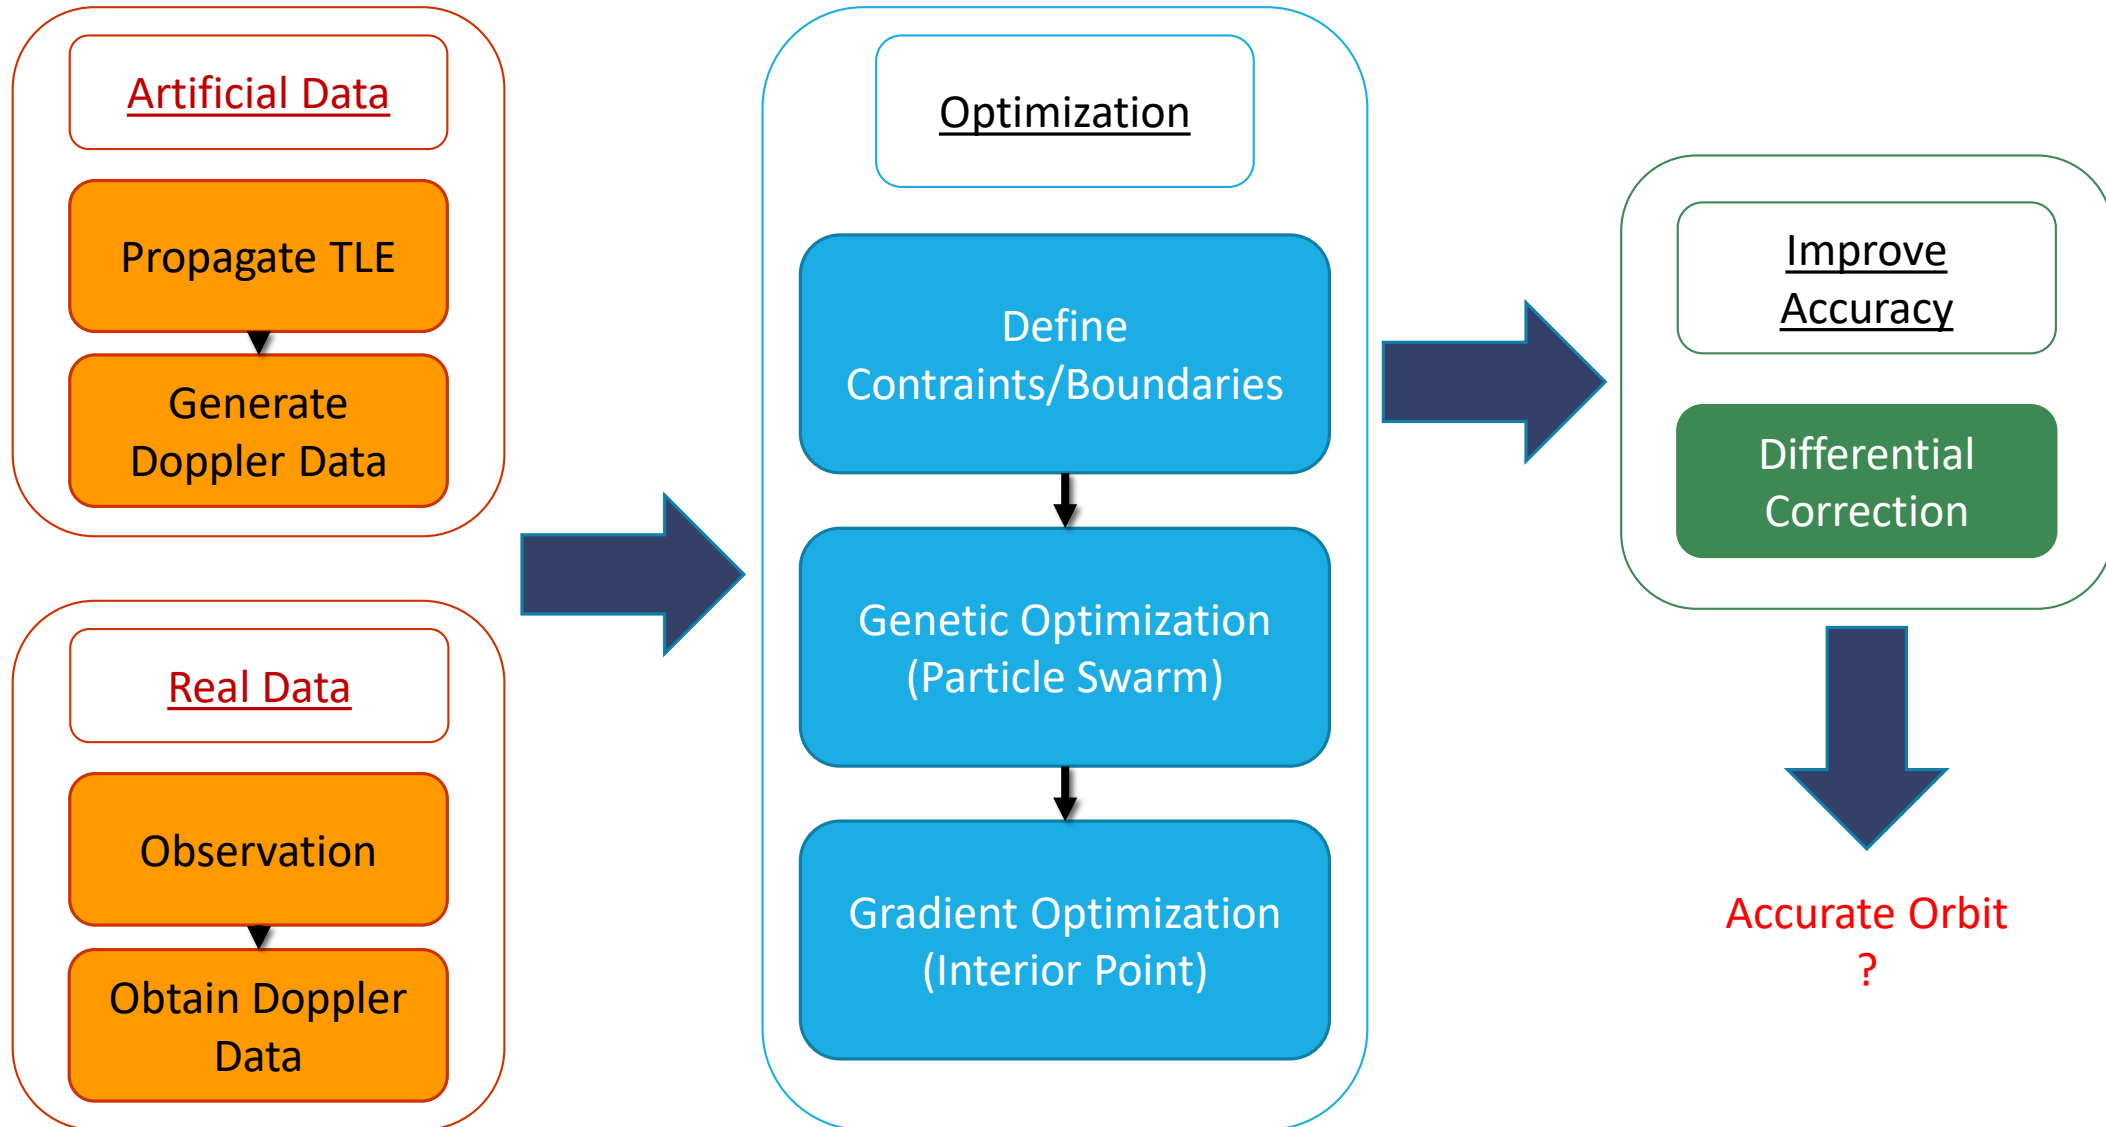 Artificial Data
Propagate TLE
Generate
Doppler Data
Real Data
Observation
Obtain Doppler
Data
Optimization
Define
Contraints/Boundaries
Genetic Optimization
(Particle Swarm)
Gradient Optimization
(Interior Point)
Improve
Accuracy
Differential
Correction
Accurate Orbit
?